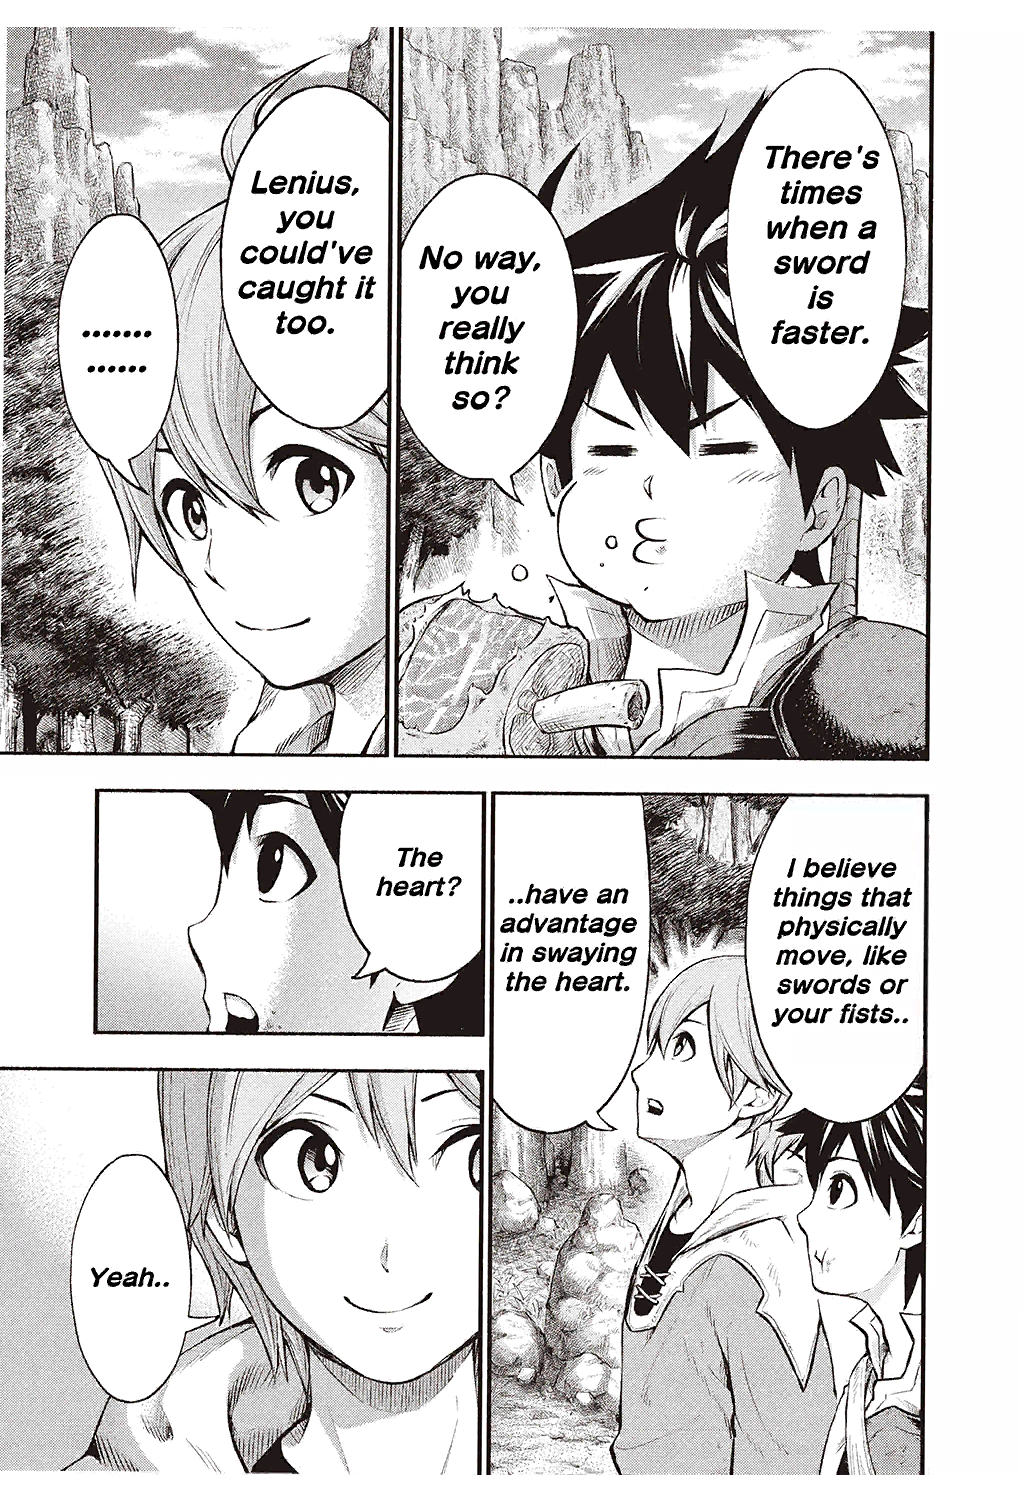 There's
times
when a
sword
is
faster.
No way,
you
really
think
so?
Lenius,
you
could've
caught it
too.
.......
......
I believe
things that
physically
move, like
swords or
your fists..
..have an
advantage
in swaying
the heart.
The
heart?
Yeah..